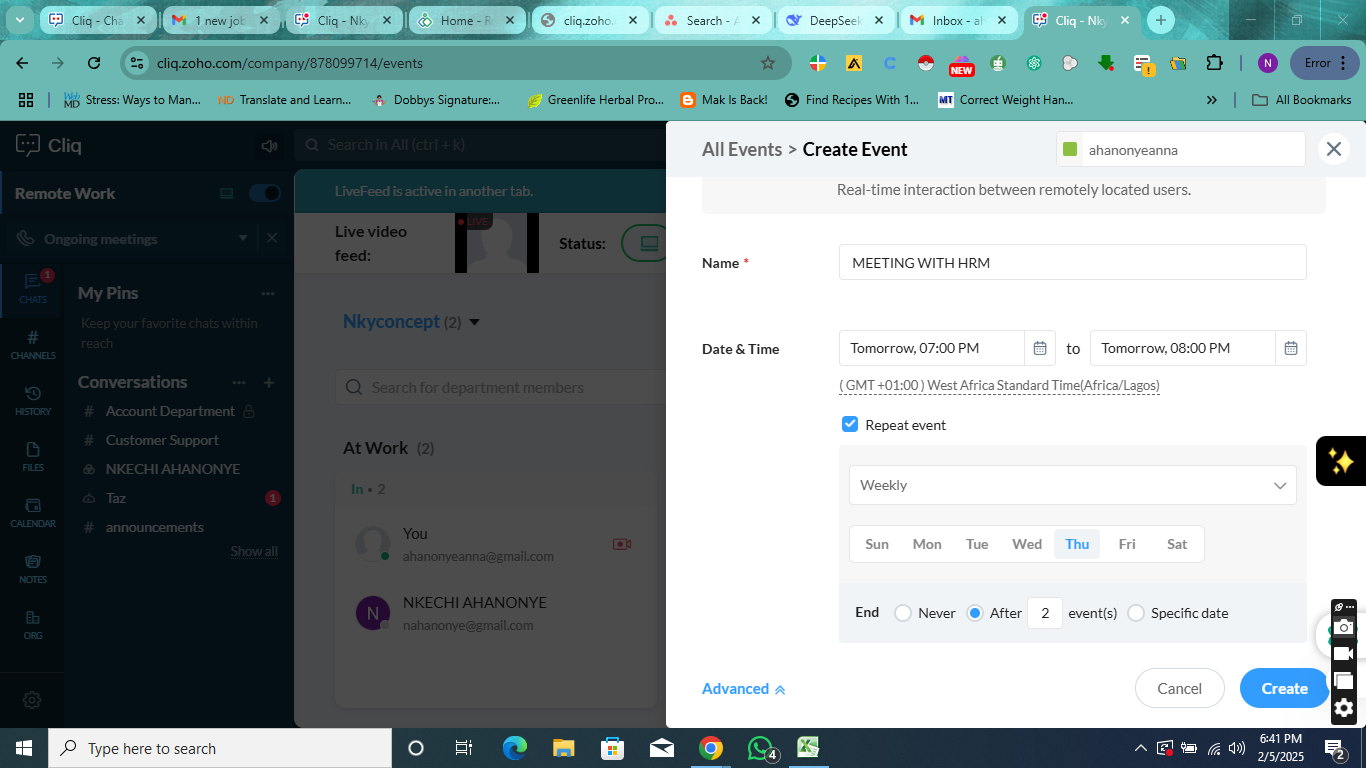 Cliq - Cha
1 new job
Cliq - Nky
Home - R
cliq.zoho.
Search - A
DeepSeek
Inbox - ah
Cliq - Nky
cliq.zoho.com/company/878099714/events
NEW
N
Error
Stress: Ways to Man...
Translate and Learn...
Dobbys Signature:...
Greenlife Herbal Pro...
Mak Is Back!
Find Recipes With 1...
MT
Correct Weight Han...
»
All Bookmarks
Cliq
Search in All (ctrl + k)
All Events > Create Event
ahanonyeanna
Remote Work
LiveFeed is active in another tab.
Real-time interaction between remotely located users.
Ongoing meetings
Live video feed:
LIVE
Status:
Name *
MEETING WITH HRM
CHATS
1
My Pins
Keep your favorite chats within reach
CHANNELS
Nkyconcept (2)
Date & Time
Tomorrow, 07:00 PM
to
Tomorrow, 08:00 PM
( GMT +01:00 ) West Africa Standard Time(Africa/Lagos)
Conversations
Search for department members
HISTORY
# Account Department
# Customer Support
NKECHI AHANONYE
Taz
1
# announcements
Show all
FILES
CALENDAR
NOTES
ORG
Repeat event
At Work (2)
In • 2
Weekly
You
ahanonyeanna@gmail.com
Sun Mon Tue Wed Thu Fri Sat
N
NKECHI AHANONYE
nahanonye@gmail.com
End Never After 2 event(s) Specific date
Advanced
Cancel
Create
Type here to search
4
6:41 PM
2/5/2025
2